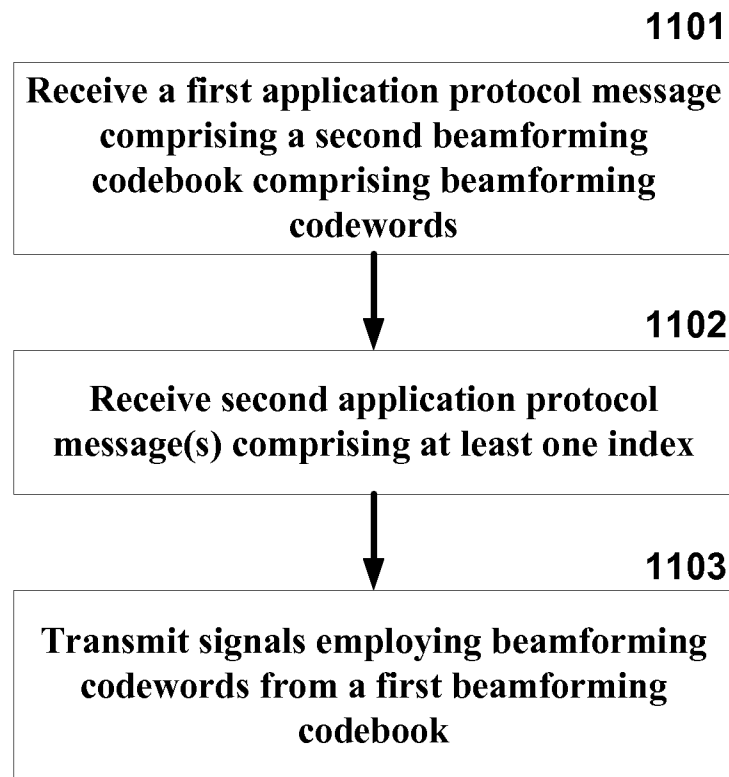 1101
Receive a first application protocol message
comprising a second beamforming
codebook comprising beamforming
codewords
1102
Receive second application protocol
message(s) comprising at least one index
1103
Transmit signals employing beamforming
codewords from a first beamforming
codebook